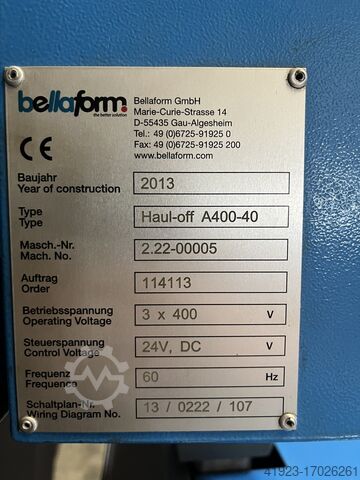 bellaform
the better solution
Bellaform GmbH
Marie-Curie-Strasse 14
D-55435 Gau-Algesheim
Tel.: 49 (0)6725-91925 0
Fax: 49 (0)6725-91925 200
www.bellaform.com
CE
Baujahr
Year of construction 2013
Type
Type Haul-off A400-40
Masch.-Nr.
Mach. No. 2.22-00005
Auftrag
Order 114113
Betriebsspannung
Operating Voltage 3 x 400 V
Steuerspannung
Control Voltage 24V, DC V
Frequenz
Frequence 60 Hz
Schaltplan-Nr.
Wiring Diagram No. 13 / 0222 / 107
41923-17026261